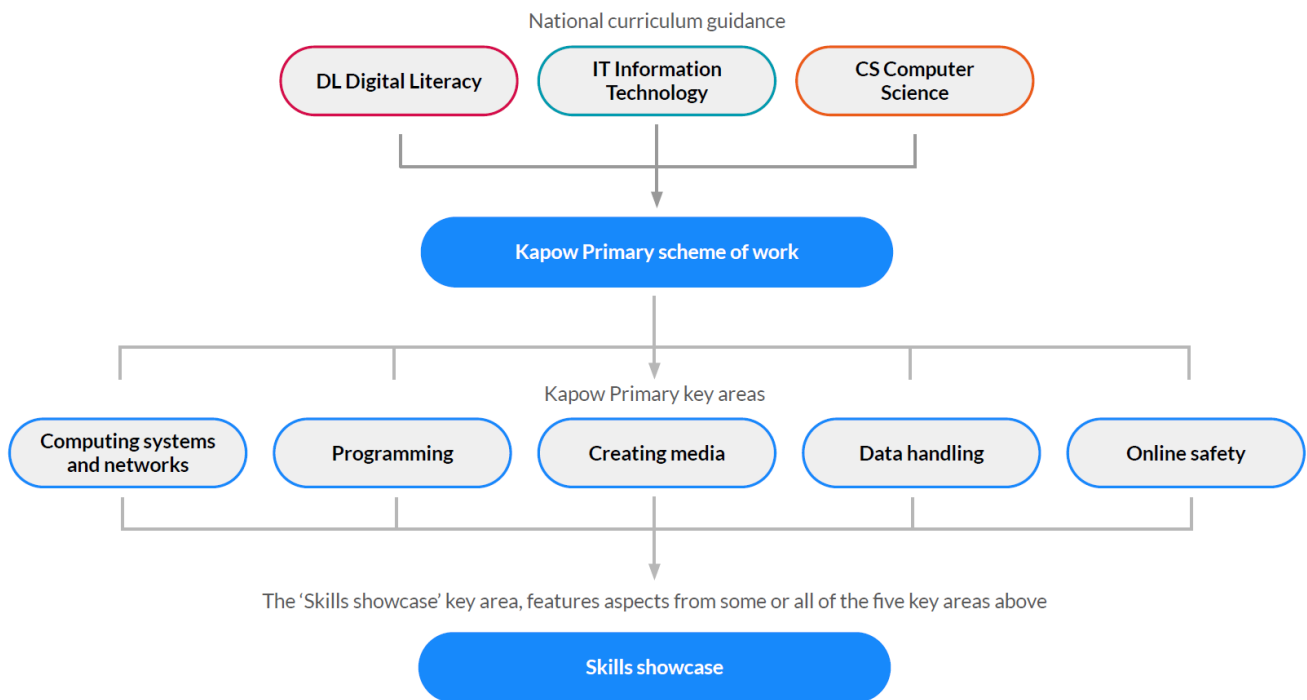 National curriculum guidance
DL Digital Literacy
IT Information
Technology
CS Computer
Science
Kapow Primary scheme of work
Kapow Primary key areas
Computing systems
and networks
Programming
Creating media
Data handling
Online safety
The ‘Skills showcase’ key area, features aspects from some or all of the five key areas above
Skills showcase